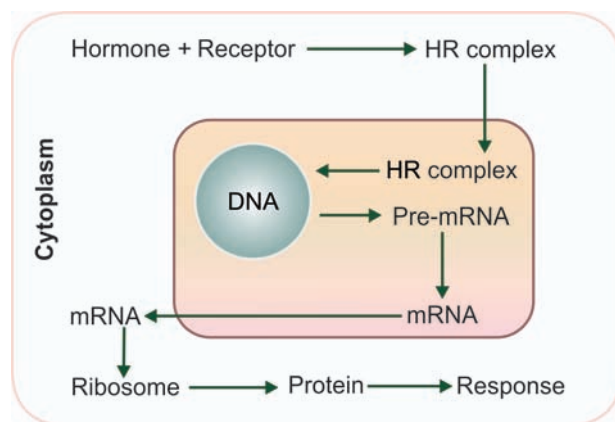 Hormone + Receptor HR complex
Cytoplasm
HR complex
DNA
Pre-mRNA
mRNA mRNA
Ribosome Protein Response